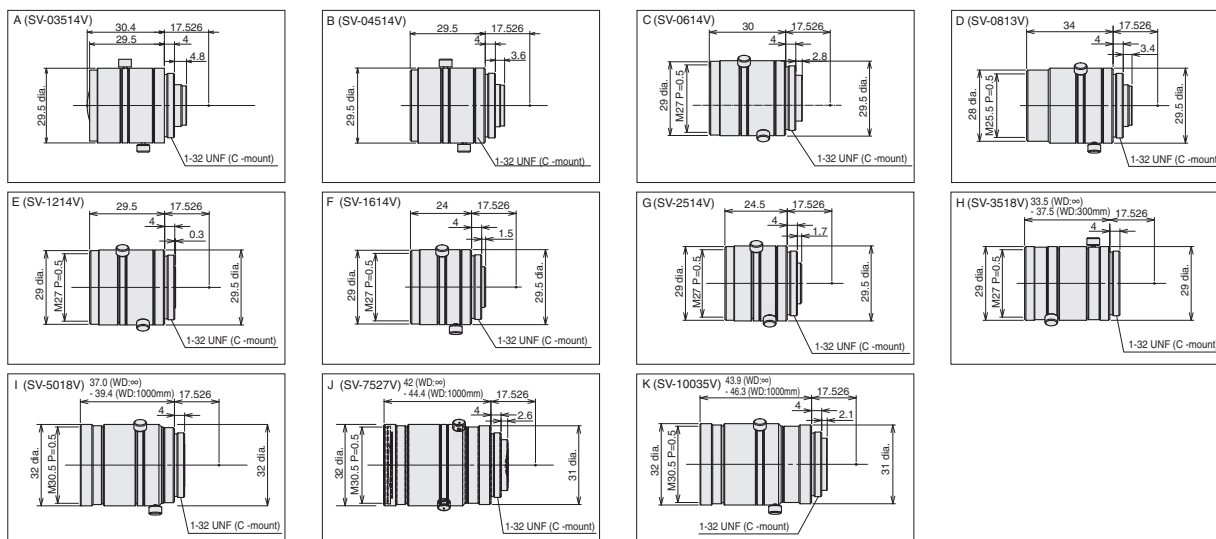 A (SV-03514V)
30.4
17.526
29.5
4
4.8
29.5 dia.
1-32 UNF (C -mount)
B (SV-04514V)
29.5
17.526
4
3.6
29.5 dia.
1-32 UNF (C -mount)
C (SV-0614V)
30
17.526
4
2.8
29 dia.
M27 P=0.5
29.5 dia.
1-32 UNF (C -mount)
D (SV-0813V)
34
17.526
4
3.4
28 dia.
M25.5 P=0.5
29.5 dia.
1-32 UNF (C -mount)
E (SV-1214V)
29.5
17.526
4
0.3
29 dia.
M27 P=0.5
29.5 dia.
1-32 UNF (C -mount)
F (SV-1614V)
24
17.526
4
1.5
29 dia.
M27 P=0.5
29.5 dia.
1-32 UNF (C -mount)
G (SV-2514V)
24.5
17.526
4
1.7
29 dia.
M27 P=0.5
29.5 dia.
1-32 UNF (C -mount)
H (SV-3518V)
33.5 (WD:∞)
- 37.5 (WD:300mm)
17.526
4
29 dia.
M27 P=0.5
29 dia.
1-32 UNF (C -mount)
I (SV-5018V)
37.0 (WD:∞)
- 39.4 (WD:1000mm)
17.526
4
32 dia.
M30.5 P=0.5
32 dia.
1-32 UNF (C -mount)
J (SV-7527V)
42 (WD:∞)
- 44.4 (WD:1000mm)
17.526
4
2.6
32 dia.
M30.5 P=0.5
31 dia.
1-32 UNF (C -mount)
K (SV-10035V)
43.9 (WD:∞)
- 46.3 (WD:1000mm)
17.526
4
2.1
32 dia.
M30.5 P=0.5
31 dia.
1-32 UNF (C -mount)